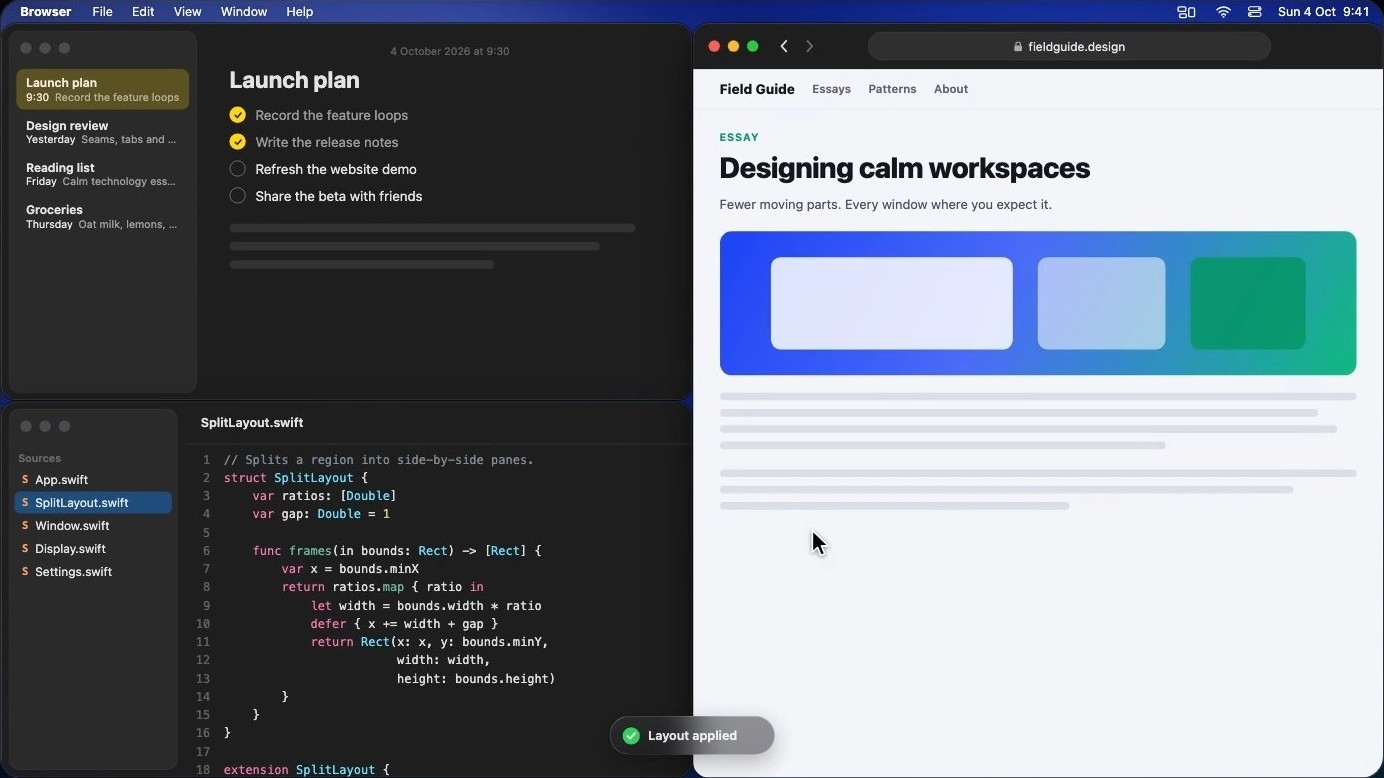 Browser File Edit View Window Help
Sun 4 Oct 9:41
Launch plan
9:30 Record the feature loops
Design review
Yesterday Seams, tabs and ...
Reading list
Friday Calm technology ess...
Groceries
Thursday Oat milk, lemons, ...
4 October 2026 at 9:30
Launch plan
Record the feature loops
Write the release notes
Refresh the website demo
Share the beta with friends
Sources
S App.swift
S SplitLayout.swift
S Window.swift
S Display.swift
S Settings.swift
SplitLayout.swift
1 // Splits a region into side-by-side panes.
2 struct SplitLayout {
3     var ratios: [Double]
4     var gap: Double = 1
5
6     func frames(in bounds: Rect) -> [Rect] {
7         var x = bounds.minX
8         return ratios.map { ratio in
9             let width = bounds.width * ratio
10             defer { x += width + gap }
11             return Rect(x: x, y: bounds.minY,
12                         width: width,
13                         height: bounds.height)
14         }
15     }
16 }
17
18 extension SplitLayout {
fieldguide.design
Field Guide Essays Patterns About
ESSAY
Designing calm workspaces
Fewer moving parts. Every window where you expect it.
Layout applied